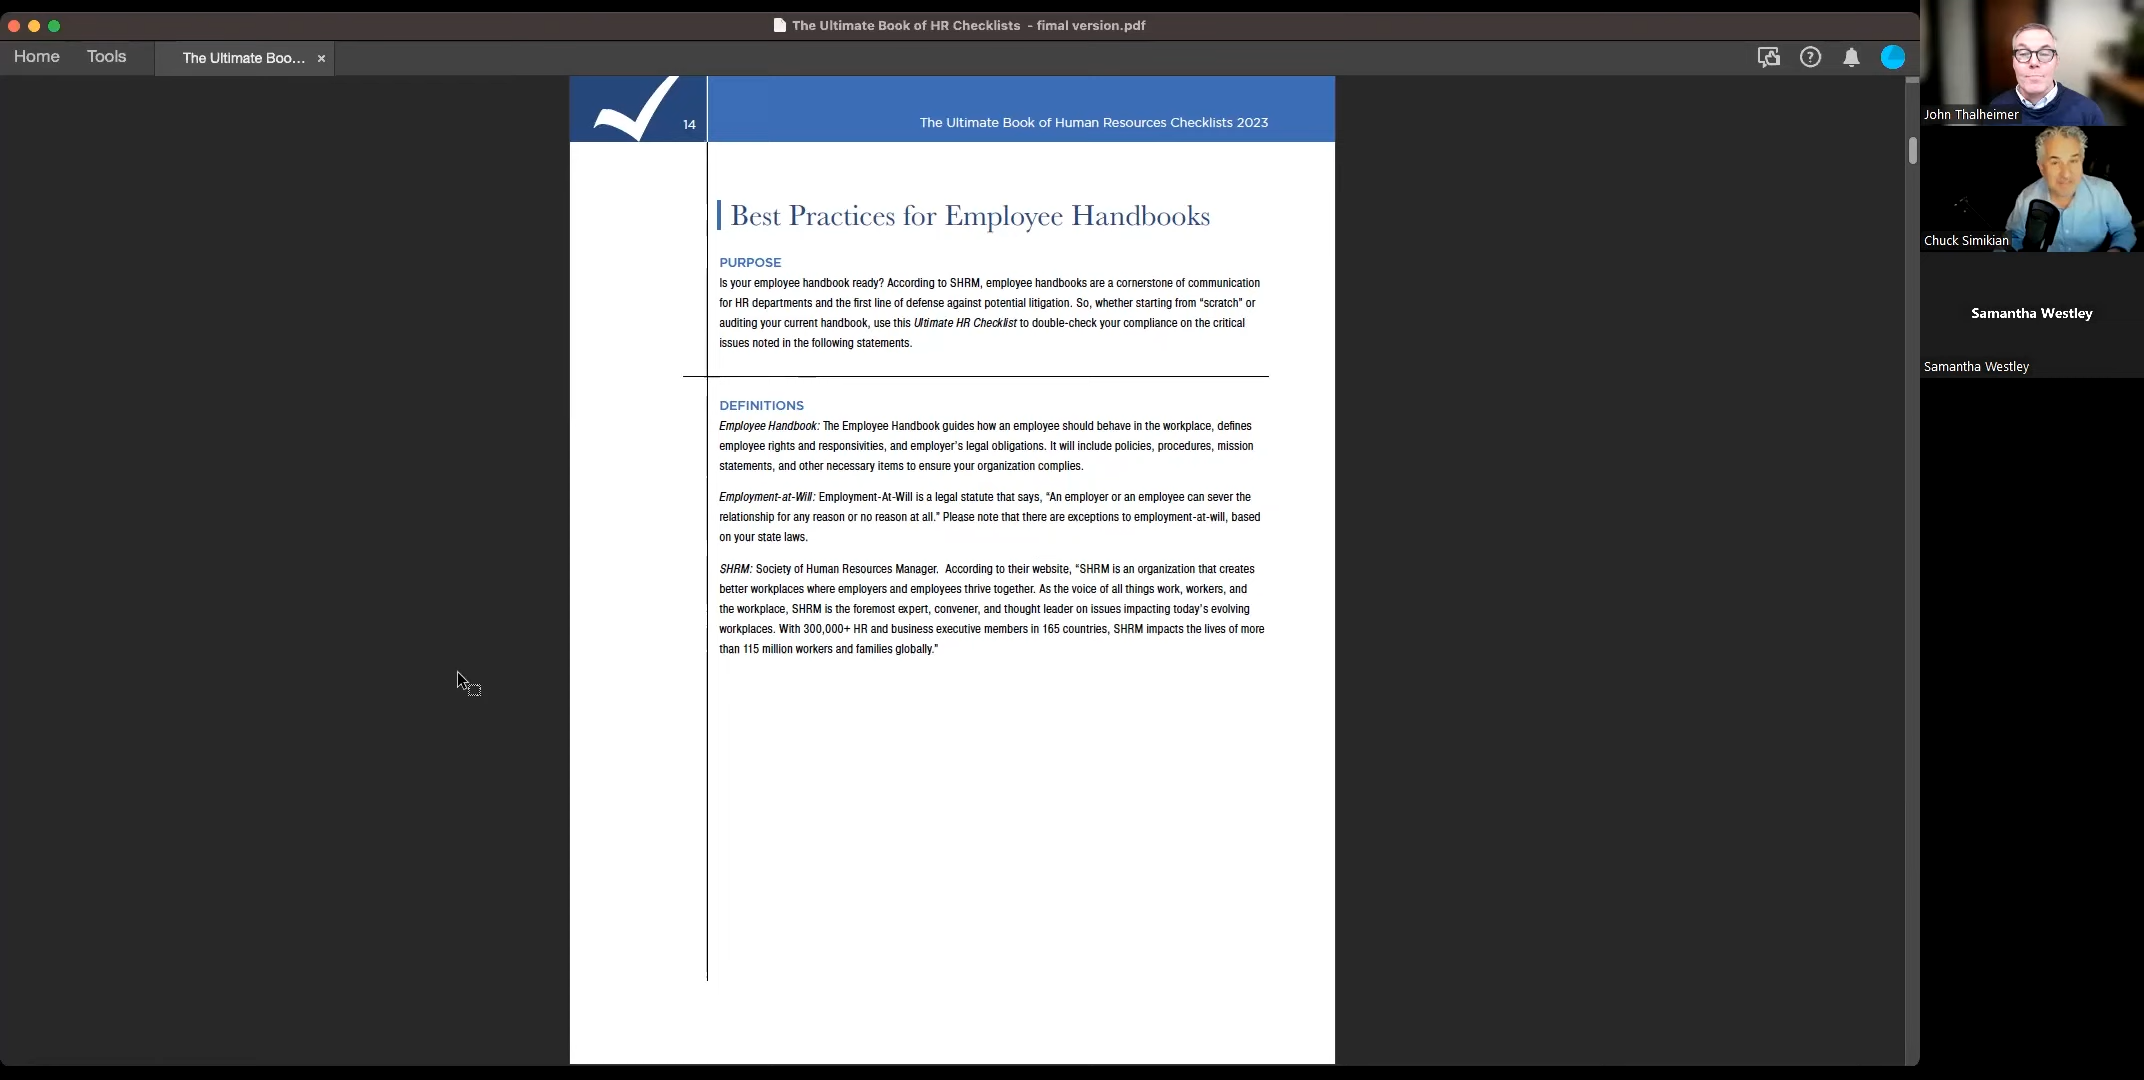 The Ultimate Book of HR Checklists  - fimal version.pdf
Home
Tools
The Ultimate Boo... ×
14
The Ultimate Book of Human Resources Checklists 2023
Best Practices for Employee Handbooks
PURPOSE
Is your employee handbook ready? According to SHRM, employee handbooks are a cornerstone of communication
for HR departments and the first line of defense against potential litigation. So, whether starting from “scratch” or
auditing your current handbook, use this Ultimate HR Checklist to double-check your compliance on the critical
issues noted in the following statements.
DEFINITIONS
Employee Handbook: The Employee Handbook guides how an employee should behave in the workplace, defines
employee rights and responsivities, and employer’s legal obligations. It will include policies, procedures, mission
statements, and other necessary items to ensure your organization complies.
Employment-at-Will: Employment-At-Will is a legal statute that says, “An employer or an employee can sever the
relationship for any reason or no reason at all.” Please note that there are exceptions to employment-at-will, based
on your state laws.
SHRM: Society of Human Resources Manager.  According to their website, “SHRM is an organization that creates
better workplaces where employers and employees thrive together. As the voice of all things work, workers, and
the workplace, SHRM is the foremost expert, convener, and thought leader on issues impacting today’s evolving
workplaces. With 300,000+ HR and business executive members in 165 countries, SHRM impacts the lives of more
than 115 million workers and families globally.”
John Thalheimer
Chuck Simikian
Samantha Westley
Samantha Westley